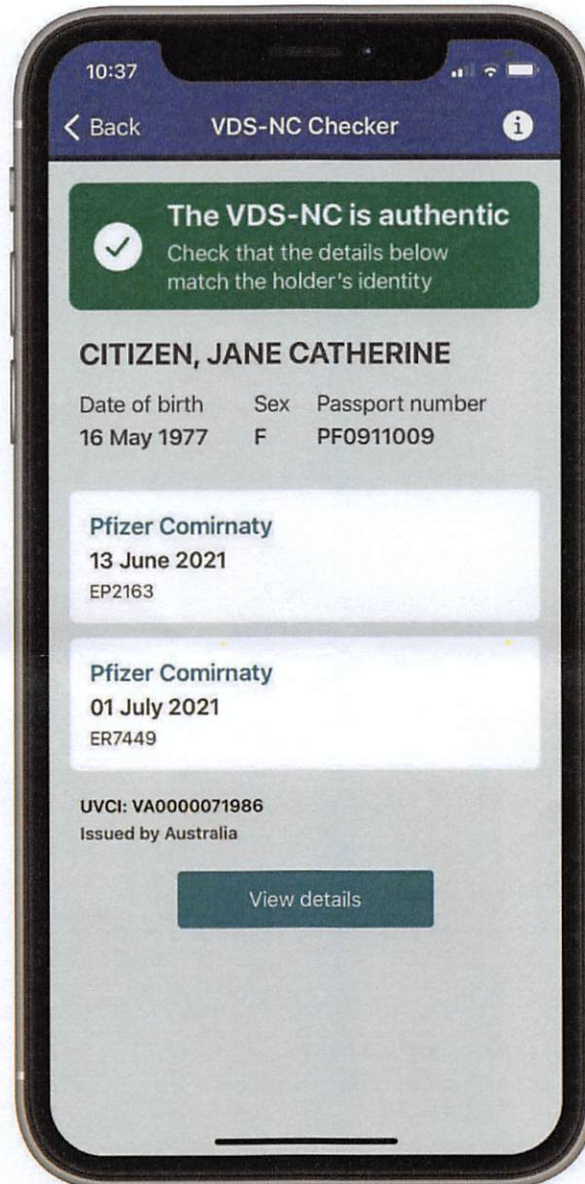 10:37
Back VDS-NC Checker i
The VDS-NC is authentic
Check that the details below
match the holder's identity
CITIZEN, JANE CATHERINE
Date of birth Sex Passport number
16 May 1977 F PF0911009
Pfizer Comirnaty
13 June 2021
EP2163
Pfizer Comirnaty
01 July 2021
ER7449
UVCI: VA0000071986
Issued by Australia
View details